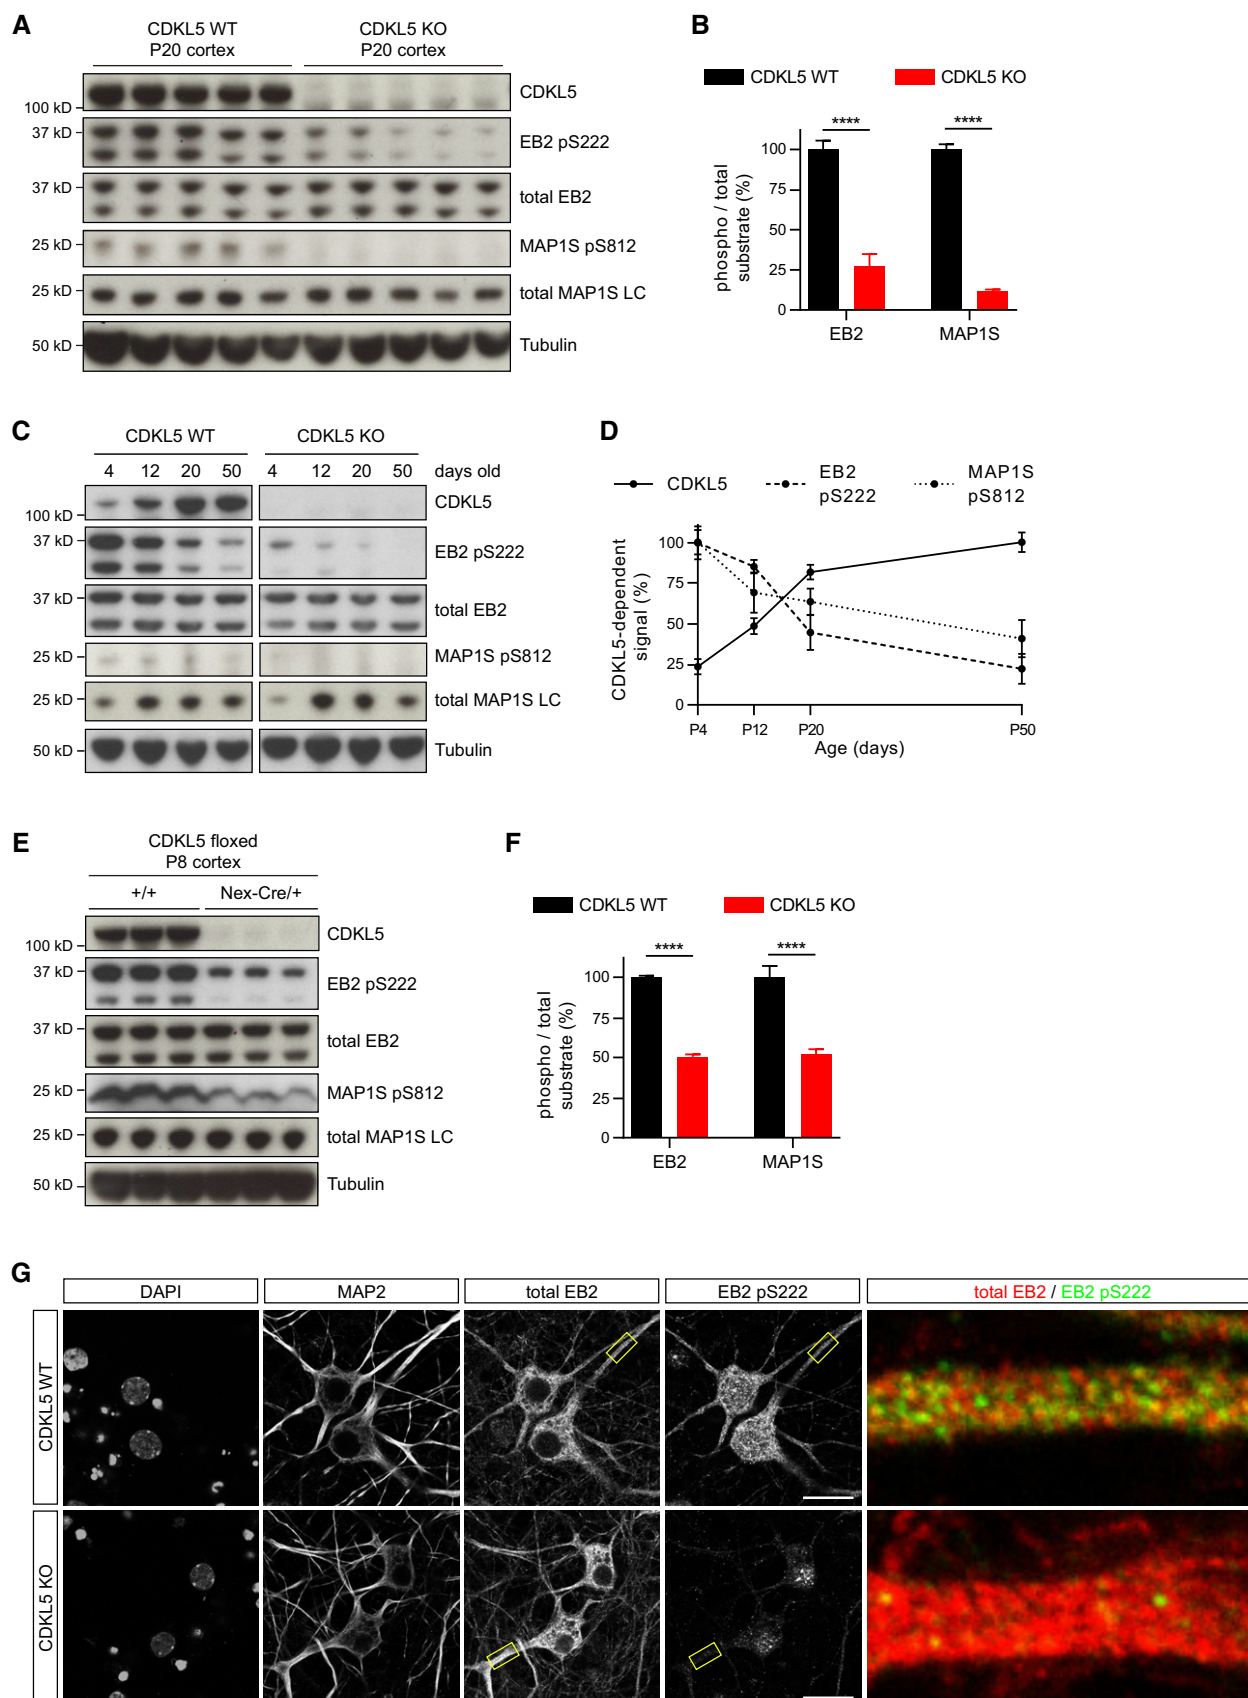 A
CDKL5 WT
P20 cortex
CDKL5 KO
P20 cortex
100 kD
CDKL5
37 kD
EB2 pS222
37 kD
total EB2
25 kD
MAP1S pS812
25 kD
total MAP1S LC
50 kD
Tubulin
B
CDKL5 WT
CDKL5 KO
phospho / total
substrate (%)
100
75
50
25
0
****
****
EB2
MAP1S
C
CDKL5 WT
CDKL5 KO
4 12 20 50
4 12 20 50
days old
100 kD
CDKL5
37 kD
EB2 pS222
37 kD
total EB2
25 kD
MAP1S pS812
25 kD
total MAP1S LC
50 kD
Tubulin
D
CDKL5
EB2
pS222
MAP1S
pS812
CDKL5-dependent
signal (%)
100
75
50
25
0
P4 P12 P20 P50
Age (days)
E
CDKL5 floxed
P8 cortex
+/+
Nex-Cre/+
100 kD
CDKL5
37 kD
EB2 pS222
37 kD
total EB2
25 kD
MAP1S pS812
25 kD
total MAP1S LC
50 kD
Tubulin
F
CDKL5 WT
CDKL5 KO
phospho / total
substrate (%)
100
75
50
25
0
****
****
EB2
MAP1S
G
DAPI
MAP2
total EB2
EB2 pS222
total EB2 / EB2 pS222
CDKL5 WT
CDKL5 KO